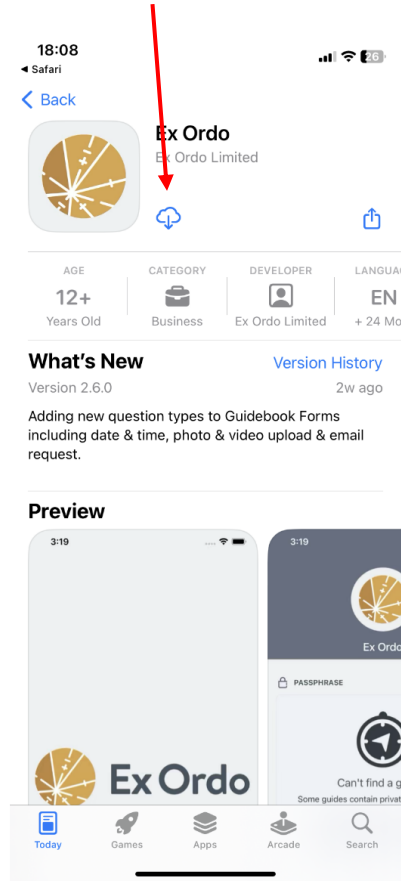 18:08
26
◀ Safari
Back
Ex Ordo
Ex Ordo Limited
AGE
CATEGORY
DEVELOPER
LANGUAG
12+
EN
Years Old
Business
Ex Ordo Limited
+ 24 Mo
What's New
Version History
Version 2.6.0
2w ago
Adding new question types to Guidebook Forms
including date & time, photo & video upload & email
request.
Preview
3:19
3:19
Ex Ordo
PASSPHRASE
Ex Ordo
Can't find a g
Some guides contain privat
Today
Games
Apps
Arcade
Search